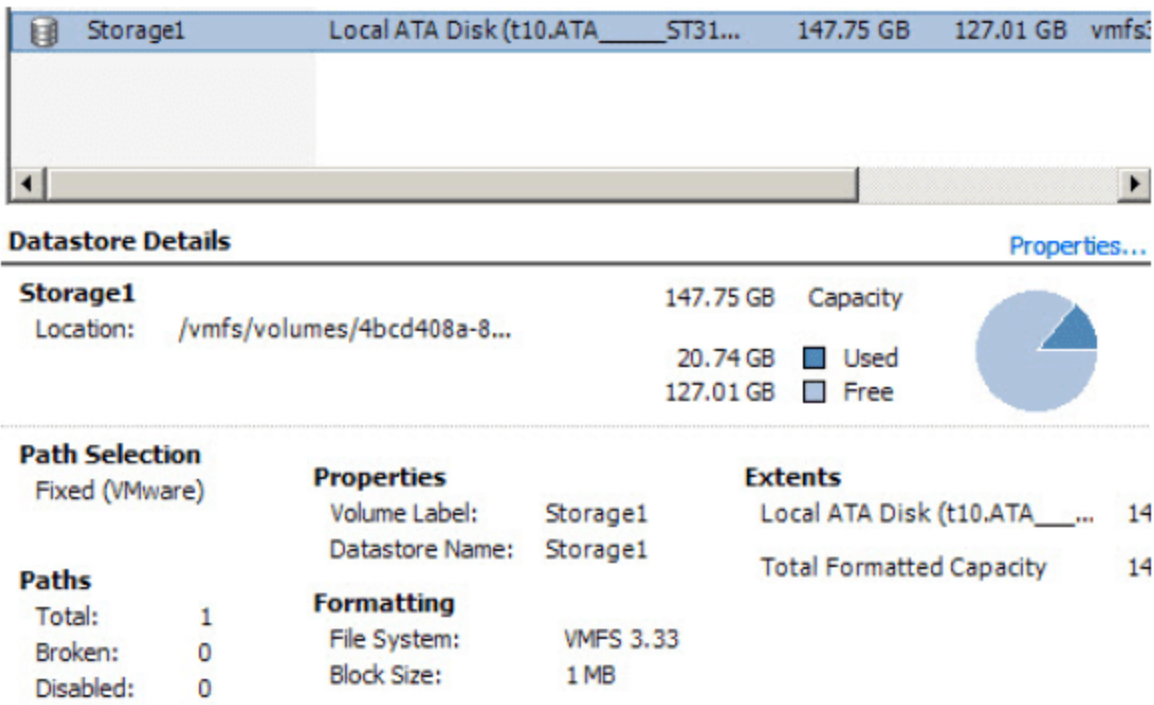 Storage1 Local ATA Disk (t10.ATA_____ST31... 147.75 GB 127.01 GB vmfs3
Datastore Details Properties...
Storage1
Location: /vmfs/volumes/4bcd408a-8...
147.75 GB Capacity
20.74 GB Used
127.01 GB Free
Path Selection
Fixed (VMware)
Paths
Total: 1
Broken: 0
Disabled: 0
Properties
Volume Label: Storage1
Datastore Name: Storage1
Formatting
File System: VMFS 3.33
Block Size: 1 MB
Extents
Local ATA Disk (t10.ATA___... 14
Total Formatted Capacity 14